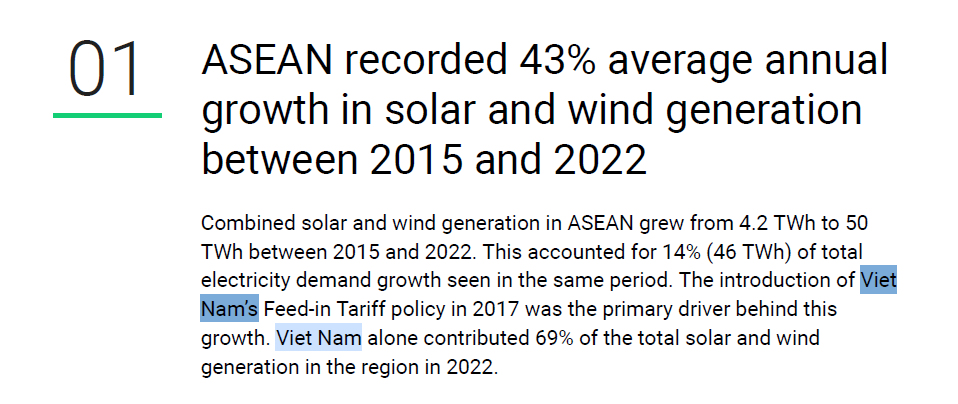 01
ASEAN recorded 43% average annual
growth in solar and wind generation
between 2015 and 2022
Combined solar and wind generation in ASEAN grew from 4.2 TWh to 50
TWh between 2015 and 2022. This accounted for 14% (46 TWh) of total
electricity demand growth seen in the same period. The introduction of Viet
Nam’s Feed-in Tariff policy in 2017 was the primary driver behind this
growth. Viet Nam alone contributed 69% of the total solar and wind
generation in the region in 2022.